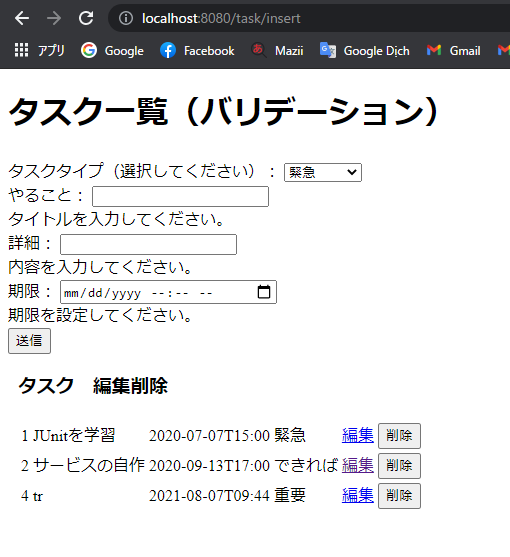 localhost:8080/task/insert
アプリ Google Facebook Mazii Google Dịch Gmail
タスク一覧（バリデーション）
タスクタイプ（選択してください）： 緊急
やること：
タイトルを入力してください。
詳細：
内容を入力してください。
期限： mm/dd/yyyy --:-- --
期限を設定してください。
送信
タスク 編集削除
1 JUnitを学習 2020-07-07T15:00 緊急 編集 削除
2 サービスの自作 2020-09-13T17:00 できれば 編集 削除
4 tr 2021-08-07T09:44 重要 編集 削除